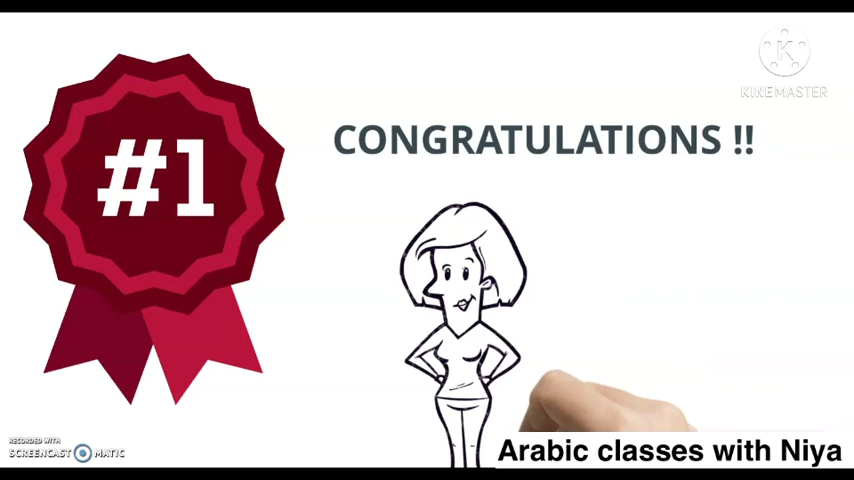 KINEMASTER
CONGRATULATIONS !!
#1
RECORDED WITH
SCREENCAST MATIC
Arabic classes with Niya